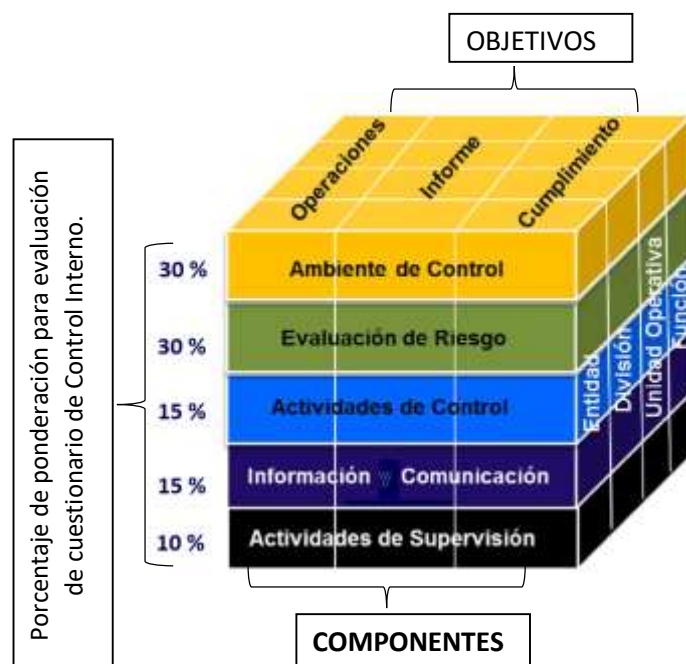 OBJETIVOS
Operaciones
Informe
Cumplimiento
Porcentaje de ponderación para evaluación
de cuestionario de Control Interno.
30 %
Ambiente de Control
30 %
Evaluación de Riesgo
15 %
Actividades de Control
15 %
Información y Comunicación
10 %
Actividades de Supervisión
Entidad
División
Unidad Operativa
Función
COMPONENTES